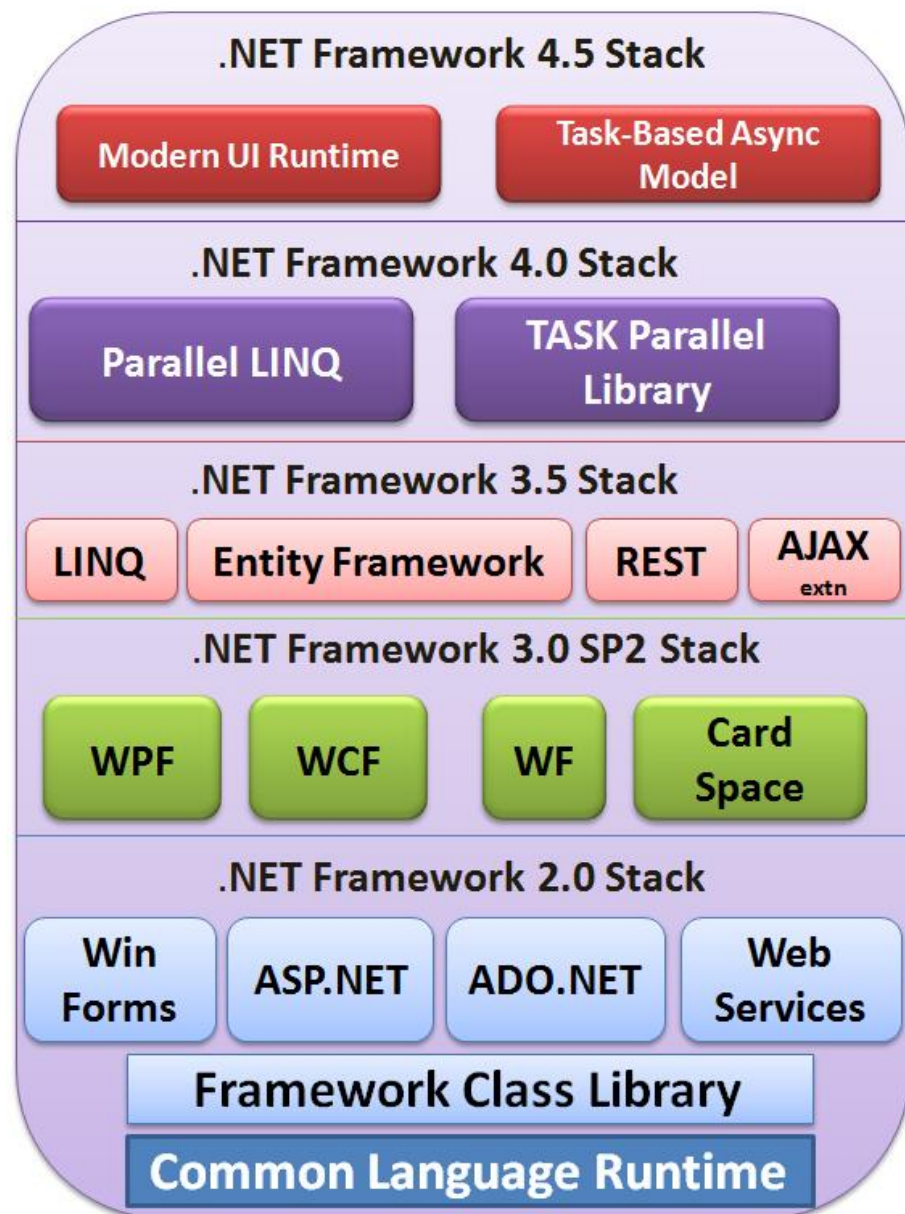 .NET Framework 4.5 Stack
Modern UI Runtime
Task-Based Async
Model
.NET Framework 4.0 Stack
Parallel LINQ
TASK Parallel
Library
.NET Framework 3.5 Stack
LINQ
Entity Framework
REST
AJAX
extn
.NET Framework 3.0 SP2 Stack
WPF
WCF
WF
Card
Space
.NET Framework 2.0 Stack
Win
Forms
ASP.NET
ADO.NET
Web
Services
Framework Class Library
Common Language Runtime